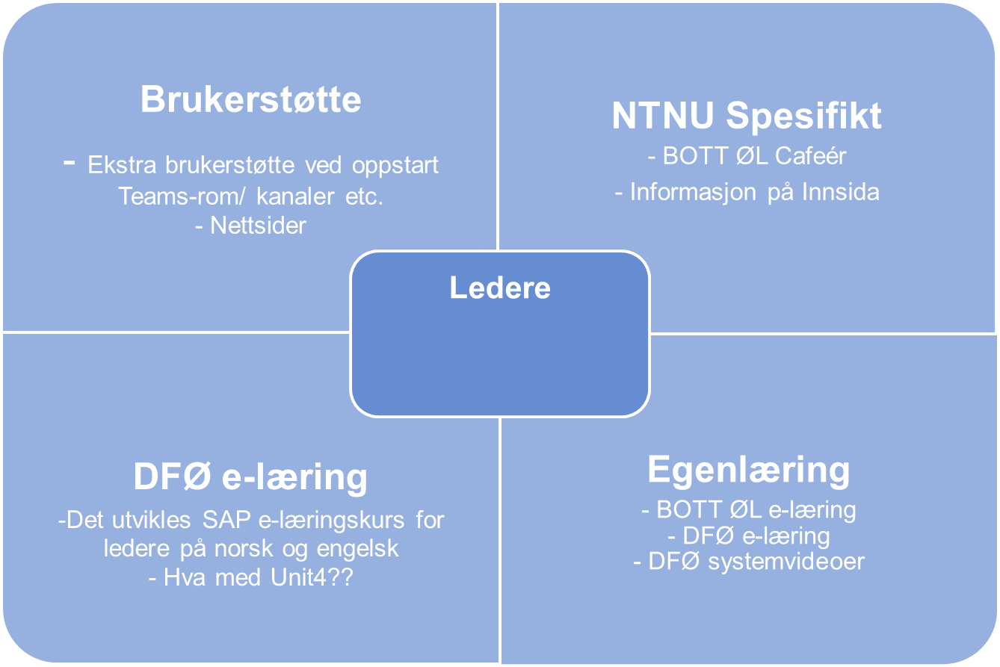 Brukerstøtte
- Ekstra brukerstøtte ved oppstart
Teams-rom/ kanaler etc.
- Nettsider
NTNU Spesifikt
- BOTT ØL Cafeér
- Informasjon på Innsida
Ledere
DFØ e-læring
-Det utvikles SAP e-læringskurs for
ledere på norsk og engelsk
- Hva med Unit4??
Egenlæring
- BOTT ØL e-læring
- DFØ e-læring
- DFØ systemvideoer